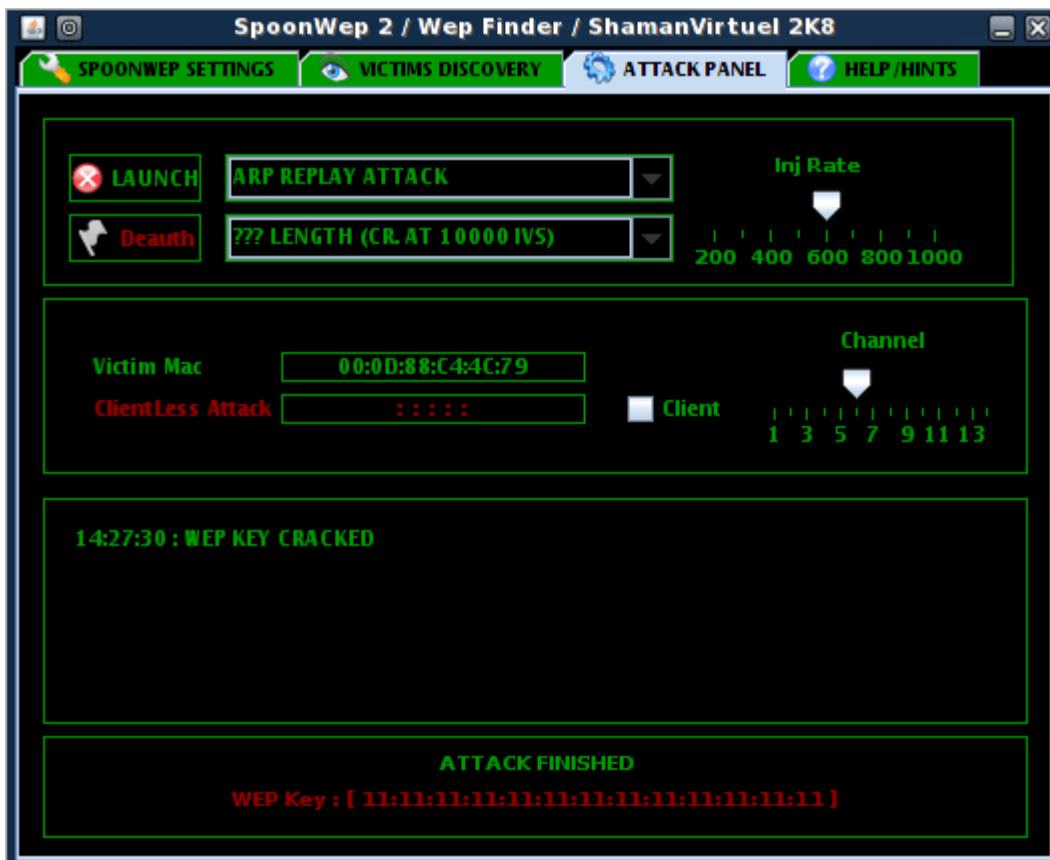 SpoonWep 2 / Wep Finder / ShamanVirtuel 2K8
SPOONWEP SETTINGS VICTIMS DISCOVERY ATTACK PANEL HELP/HINTS
LAUNCH ARP REPLAY ATTACK
Inj Rate
Deauth ??? LENGTH (CR. AT 10000 IVS)
200 400 600 800 1000
Channel
Victim Mac 00:0D:88:C4:4C:79
ClientLess Attack : : : : : Client
1 3 5 7 9 11 13
14:27:30 : WEP KEY CRACKED
ATTACK FINISHED
WEP Key : [ 11:11:11:11:11:11:11:11:11:11:11:11:11 ]